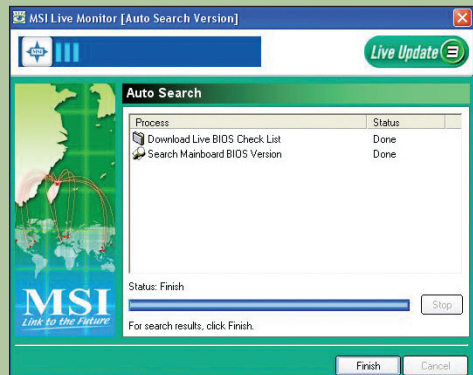 MSI Live Monitor [Auto Search Version]
MSI
Live Update
Auto Search
Process Status
Download Live BIOS Check List Done
Search Mainboard BIOS Version Done
Status: Finish
Stop
For search results, click Finish.
MSI
Link to the Future
Finish Cancel